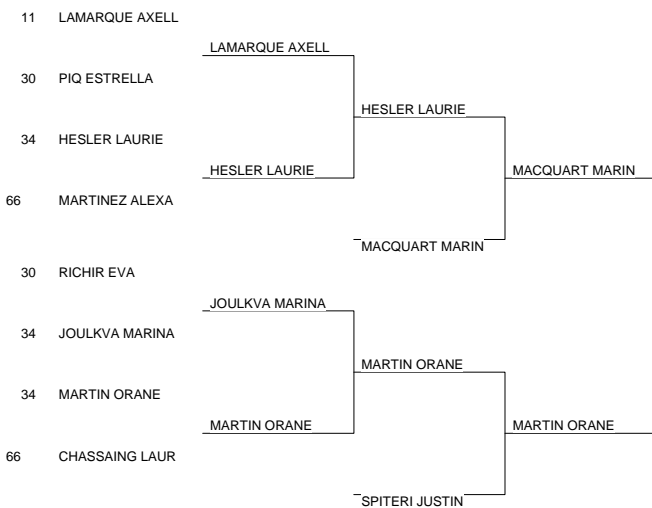 11 LAMARQUE AXELL
LAMARQUE AXELL
30 PIQ ESTRELLA
HESLER LAURIE
34 HESLER LAURIE
HESLER LAURIE
MACQUART MARIN
66 MARTINEZ ALEXA
MACQUART MARIN
30 RICHIR EVA
JOULKVA MARINA
34 JOULKVA MARINA
MARTIN ORANE
34 MARTIN ORANE
MARTIN ORANE
MARTIN ORANE
66 CHASSAING LAUR
SPITERI JUSTIN